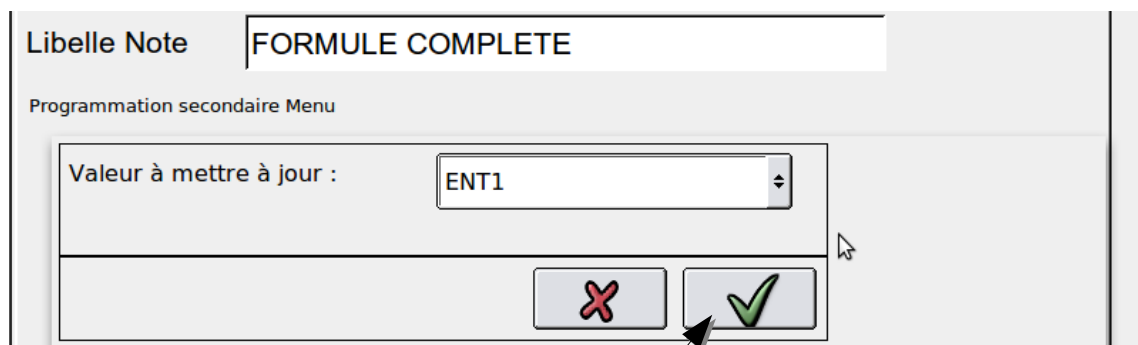 Libelle Note FORMULE COMPLETE
Programmation secondaire Menu
Valeur à mettre à jour : ENT1